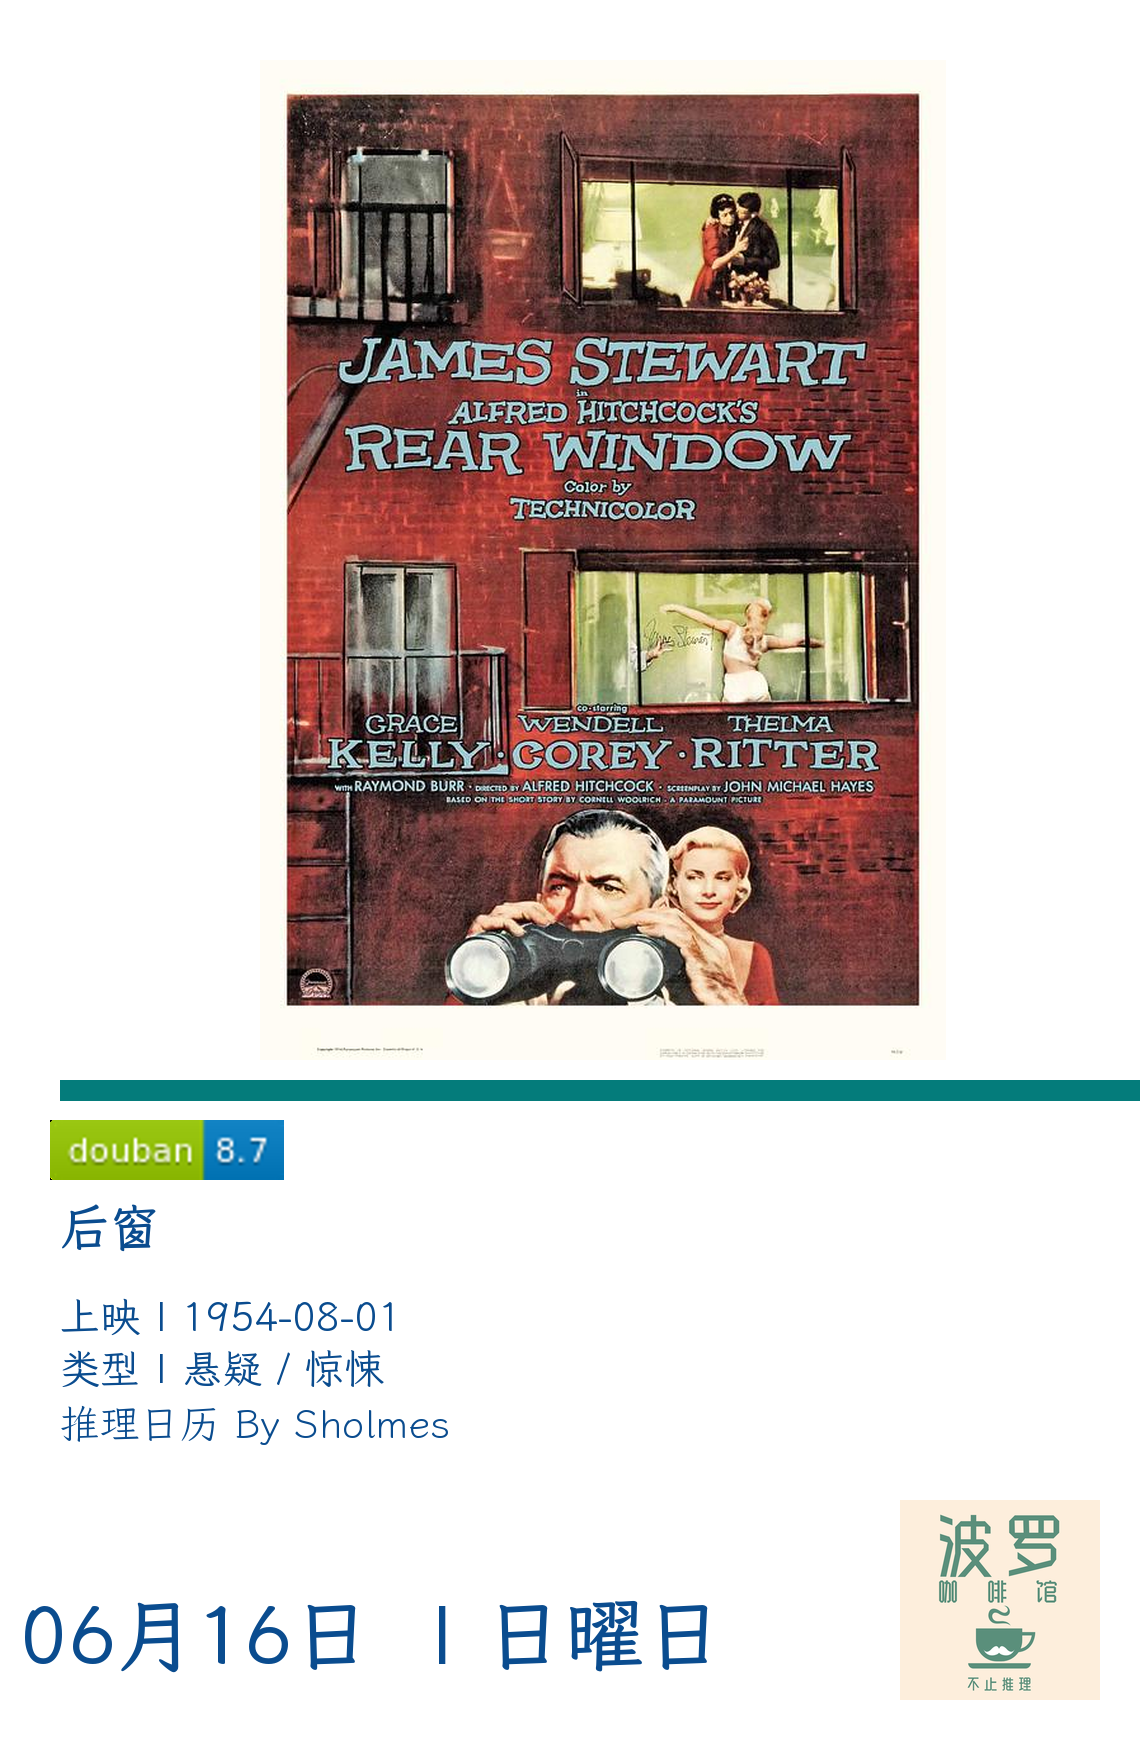 JAMES STEWART
in
ALFRED HITCHCOCK'S
REAR WINDOW
Color by
TECHNICOLOR
James Stewart
co-starring
GRACE WENDELL THELMA
KELLY · COREY · RITTER
WITH RAYMOND BURR · DIRECTED BY ALFRED HITCHCOCK · SCREENPLAY BY JOHN MICHAEL HAYES
BASED ON THE SHORT STORY BY CORNELL WOOLRICH - A PARAMOUNT PICTURE
douban 8.7
后窗
上映 | 1954-08-01
类型 | 悬疑 / 惊悚
推理日历 By Sholmes
06月16日 | 日曜日
波罗
咖啡馆
不止推理